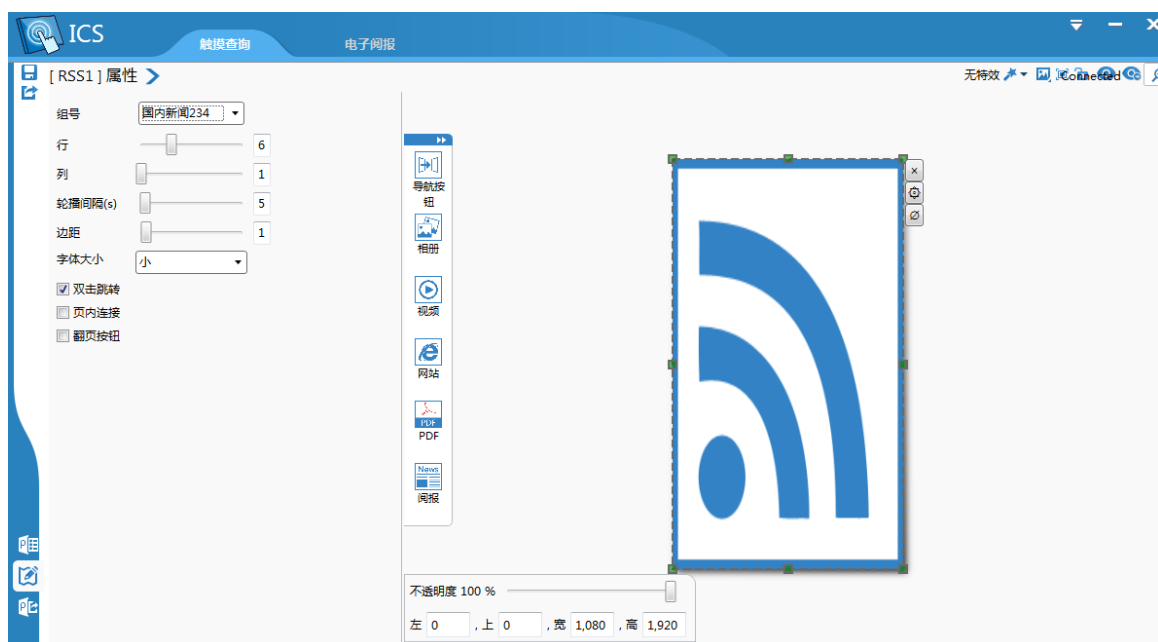 ICS
触摸查询
电子阅报
[ RSS1 ] 属性
无特效
Connected
组号 国内新闻234
行 6
列 1
轮播间隔(s) 5
边距 1
字体大小 小
双击跳转
页内连接
翻页按钮
导航按
钮
相册
视频
网站
PDF
PDF
News
阅报
不透明度 100 %
左 0 , 上 0 , 宽 1,080 , 高 1,920